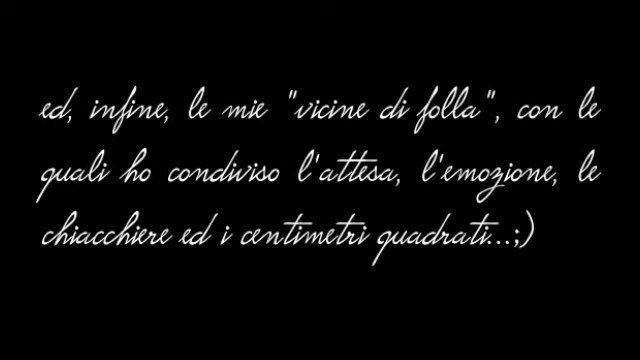 ed, infine, le mie "vicine di folla", con le
quali ho condiviso l'attesa, l'emozione, le
chiacchiere ed i centimetri quadrati...;)